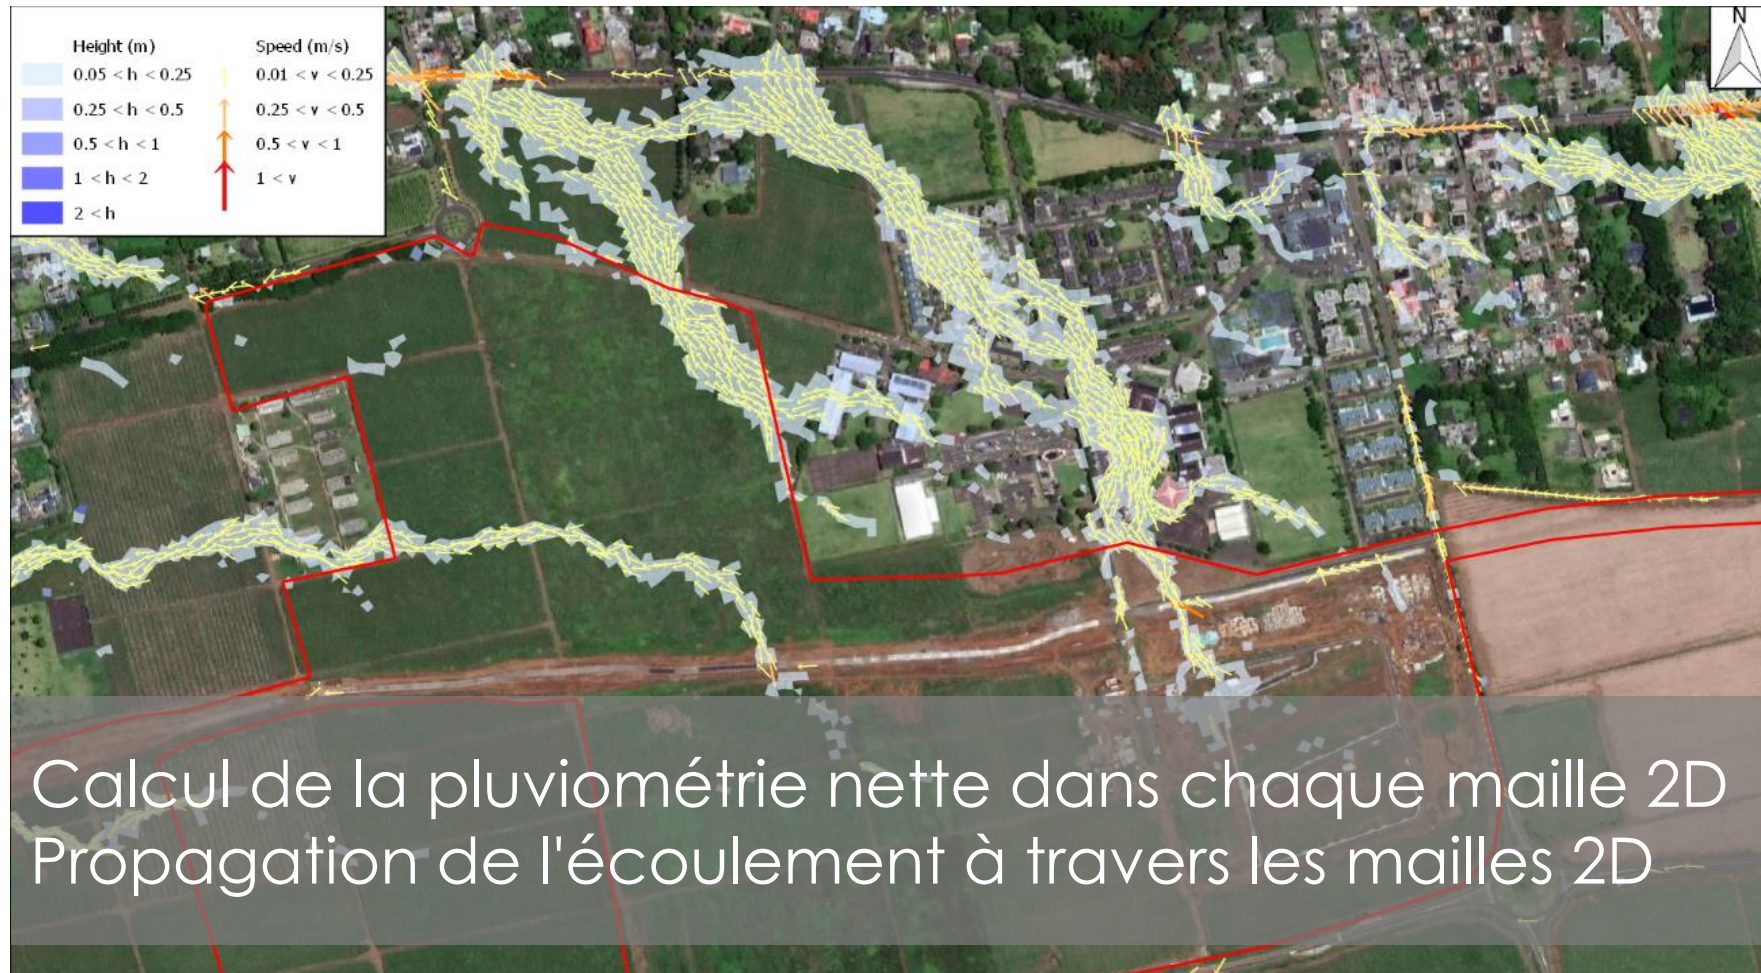 Height (m) Speed (m/s)
0.05 < h < 0.25 0.01 < v < 0.25
0.25 < h < 0.5 0.25 < v < 0.5
0.5 < h < 1 0.5 < v < 1
1 < h < 2 1 < v
2 < h
N
Calcul de la pluviométrie nette dans chaque maille 2D
Propagation de l'écoulement à travers les mailles 2D